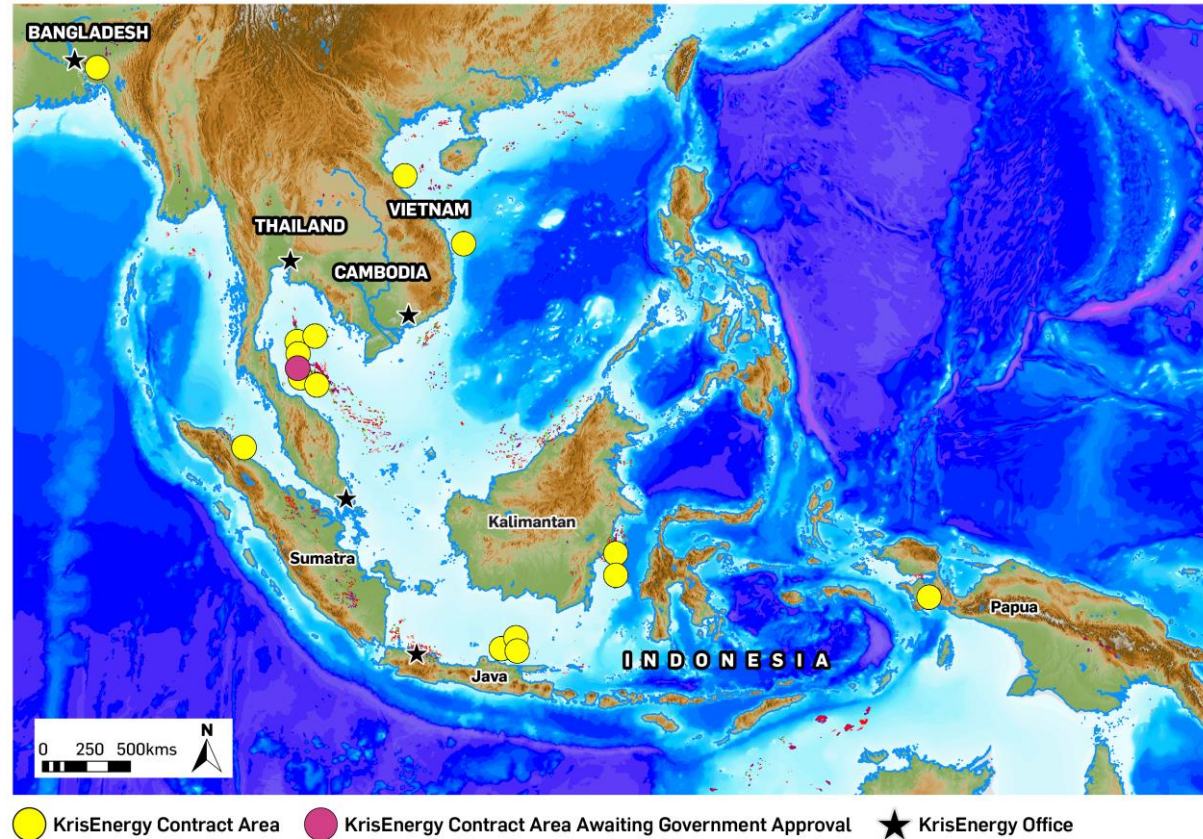 BANGLADESH
VIETNAM
THAILAND
CAMBODIA
Kalimantan
Sumatra
Papua
INDONESIA
Java
N
0 250 500kms
KrisEnergy Contract Area
KrisEnergy Contract Area Awaiting Government Approval
KrisEnergy Office